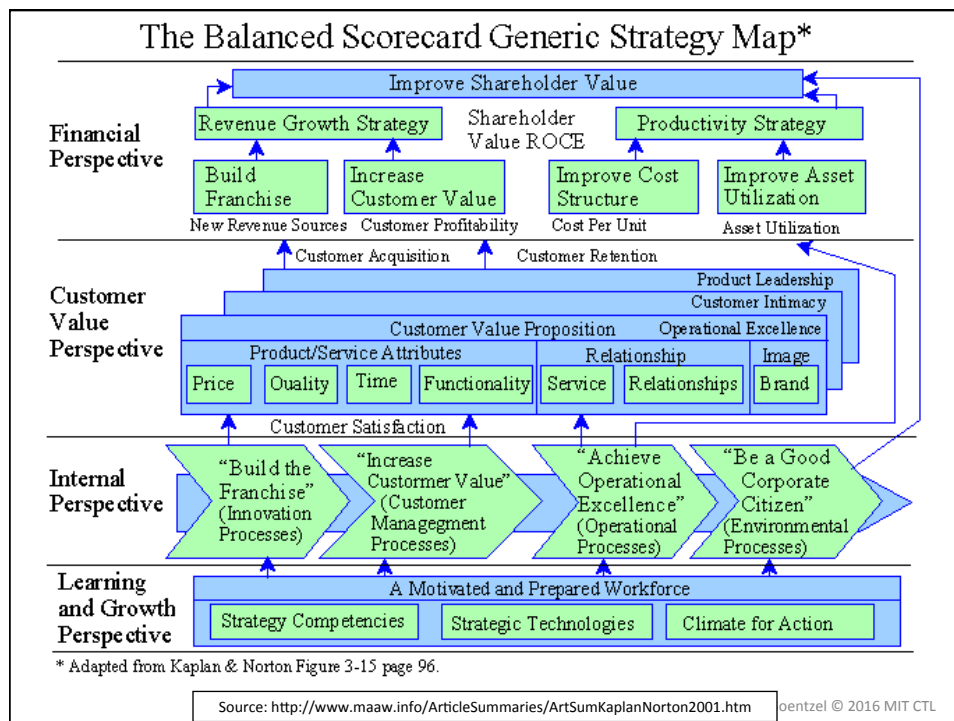 The Balanced Scorecard Generic Strategy Map*
Improve Shareholder Value
Financial
Perspective
Revenue Growth Strategy
Shareholder
Value ROCE
Productivity Strategy
Build
Franchise
Increase
Customer Value
Improve Cost
Structure
Improve Asset
Utilization
New Revenue Sources
Customer Profitability
Cost Per Unit
Asset Utilization
Customer Acquisition
Customer Retention
Customer
Value
Perspective
Product Leadership
Customer Intimacy
Customer Value Proposition
Operational Excellence
Product/Service Attributes
Relationship
Image
Price
Ouality
Time
Functionality
Service
Relationships
Brand
Customer Satisfaction
Internal
Perspective
“Build the
Franchise”
(Innovation
Processes)
“Increase
Custormer Value”
(Customer
Managegment
Processes)
“Achieve
Operational
Excellence”
(Operational
Processes)
“Be a Good
Corporate
Citizen”
(Environmental
Processes)
Learning
and Growth
Perspective
A Motivated and Prepared Workforce
Strategy Competencies
Strategic Technologies
Climate for Action
* Adapted from Kaplan & Norton Figure 3-15 page 96.
Source: http://www.maaw.info/ArticleSummaries/ArtSumKaplanNorton2001.htm
oentzel © 2016 MIT CTL